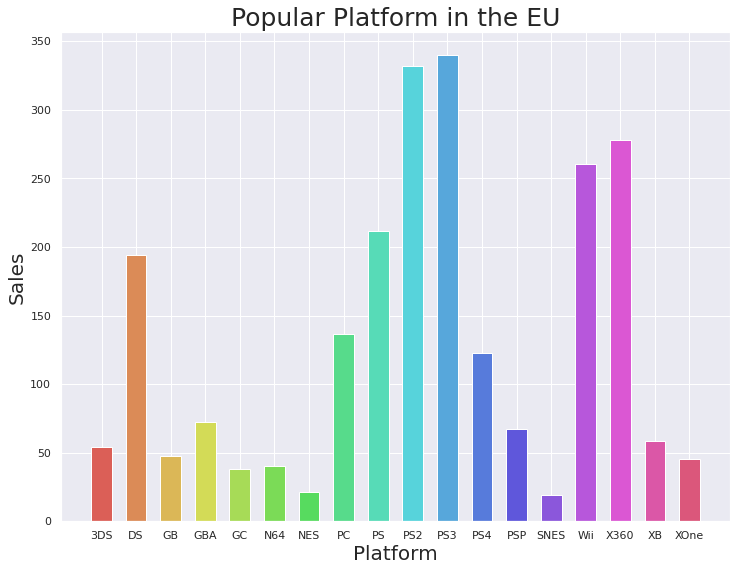 Popular Platform in the EU
350
300
250
200
150
100
50
0
Sales
3DS DS GB GBA GC N64 NES PC PS PS2 PS3 PS4 PSP SNES Wii X360 XB XOne
Platform